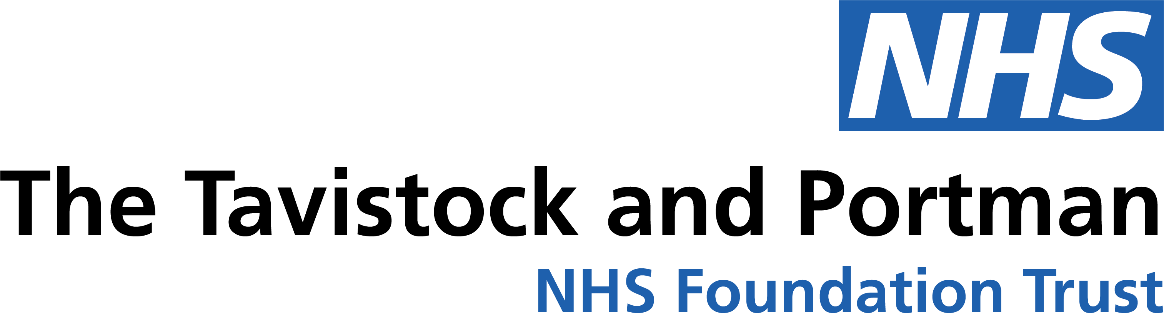 NHS
The Tavistock and Portman
NHS Foundation Trust